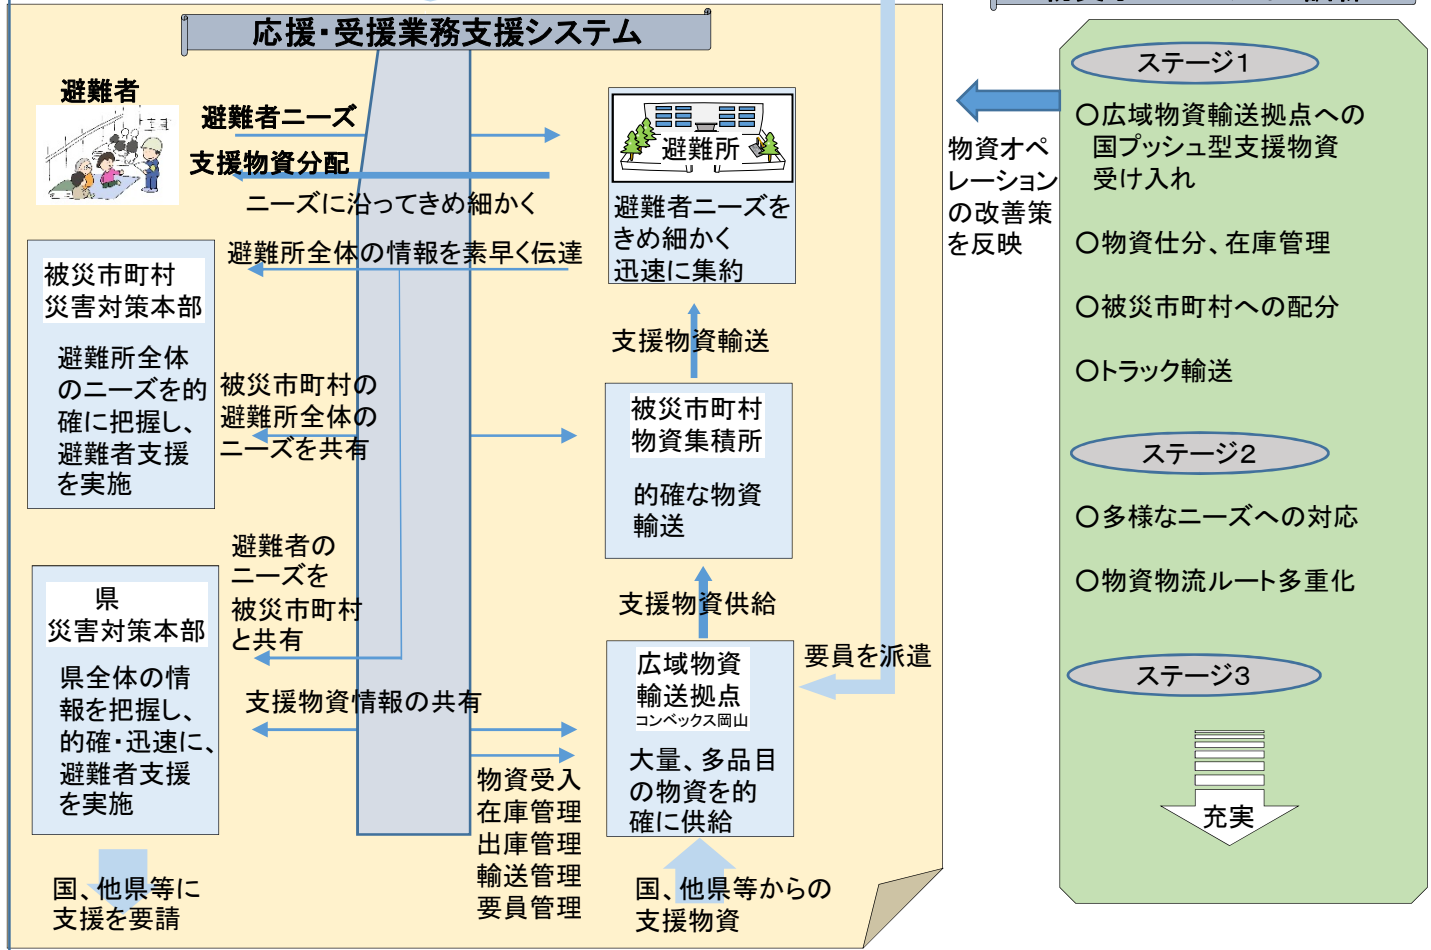 応援・受援業務支援システム
避難者
避難者ニーズ
支援物資分配
ニーズに沿ってきめ細かく
避難所
避難者ニーズを
きめ細かく
迅速に集約
避難所全体の情報を素早く伝達
被災市町村
災害対策本部
避難所全体
のニーズを的
確に把握し、
避難者支援
を実施
被災市町村の
避難所全体の
ニーズを共有
支援物資輸送
被災市町村
物資集積所
的確な物資
輸送
避難者の
ニーズを
被災市町村
と共有
支援物資供給
県
災害対策本部
県全体の情
報を把握し、
的確・迅速に、
避難者支援
を実施
支援物資情報の共有
広域物資
輸送拠点
コンベックス岡山
大量、多品目
の物資を的
確に供給
要員を派遣
物資受入
在庫管理
出庫管理
輸送管理
要員管理
国、他県等に
支援を要請
国、他県等からの
支援物資
物資オペ
レーション
の改善策
を反映
ステージ1
〇広域物資輸送拠点への
国プッシュ型支援物資
受け入れ
〇物資仕分、在庫管理
〇被災市町村への配分
〇トラック輸送
ステージ2
〇多様なニーズへの対応
〇物資物流ルート多重化
ステージ3
充実